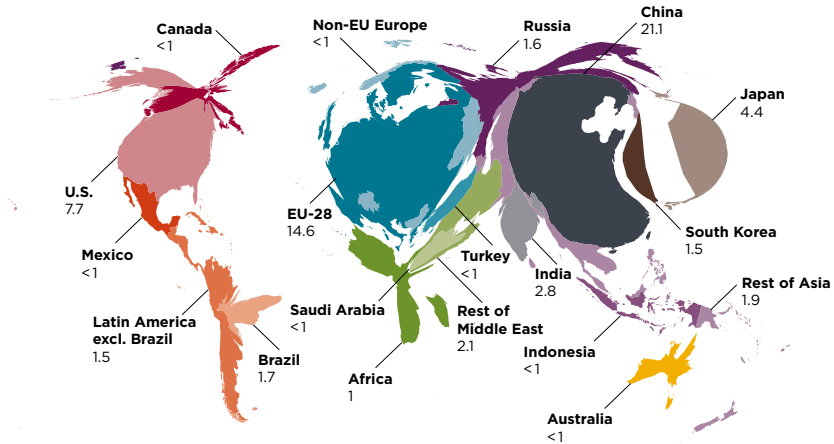 Canada
<1
Non-EU Europe
<1
Russia
1.6
China
21.1
Japan
4.4
U.S.
7.7
EU-28
14.6
Mexico
<1
Turkey
<1
India
2.8
South Korea
1.5
Saudi Arabia
<1
Rest of
Middle East
2.1
Rest of Asia
1.9
Latin America
excl. Brazil
1.5
Brazil
1.7
Indonesia
<1
Africa
1
Australia
<1